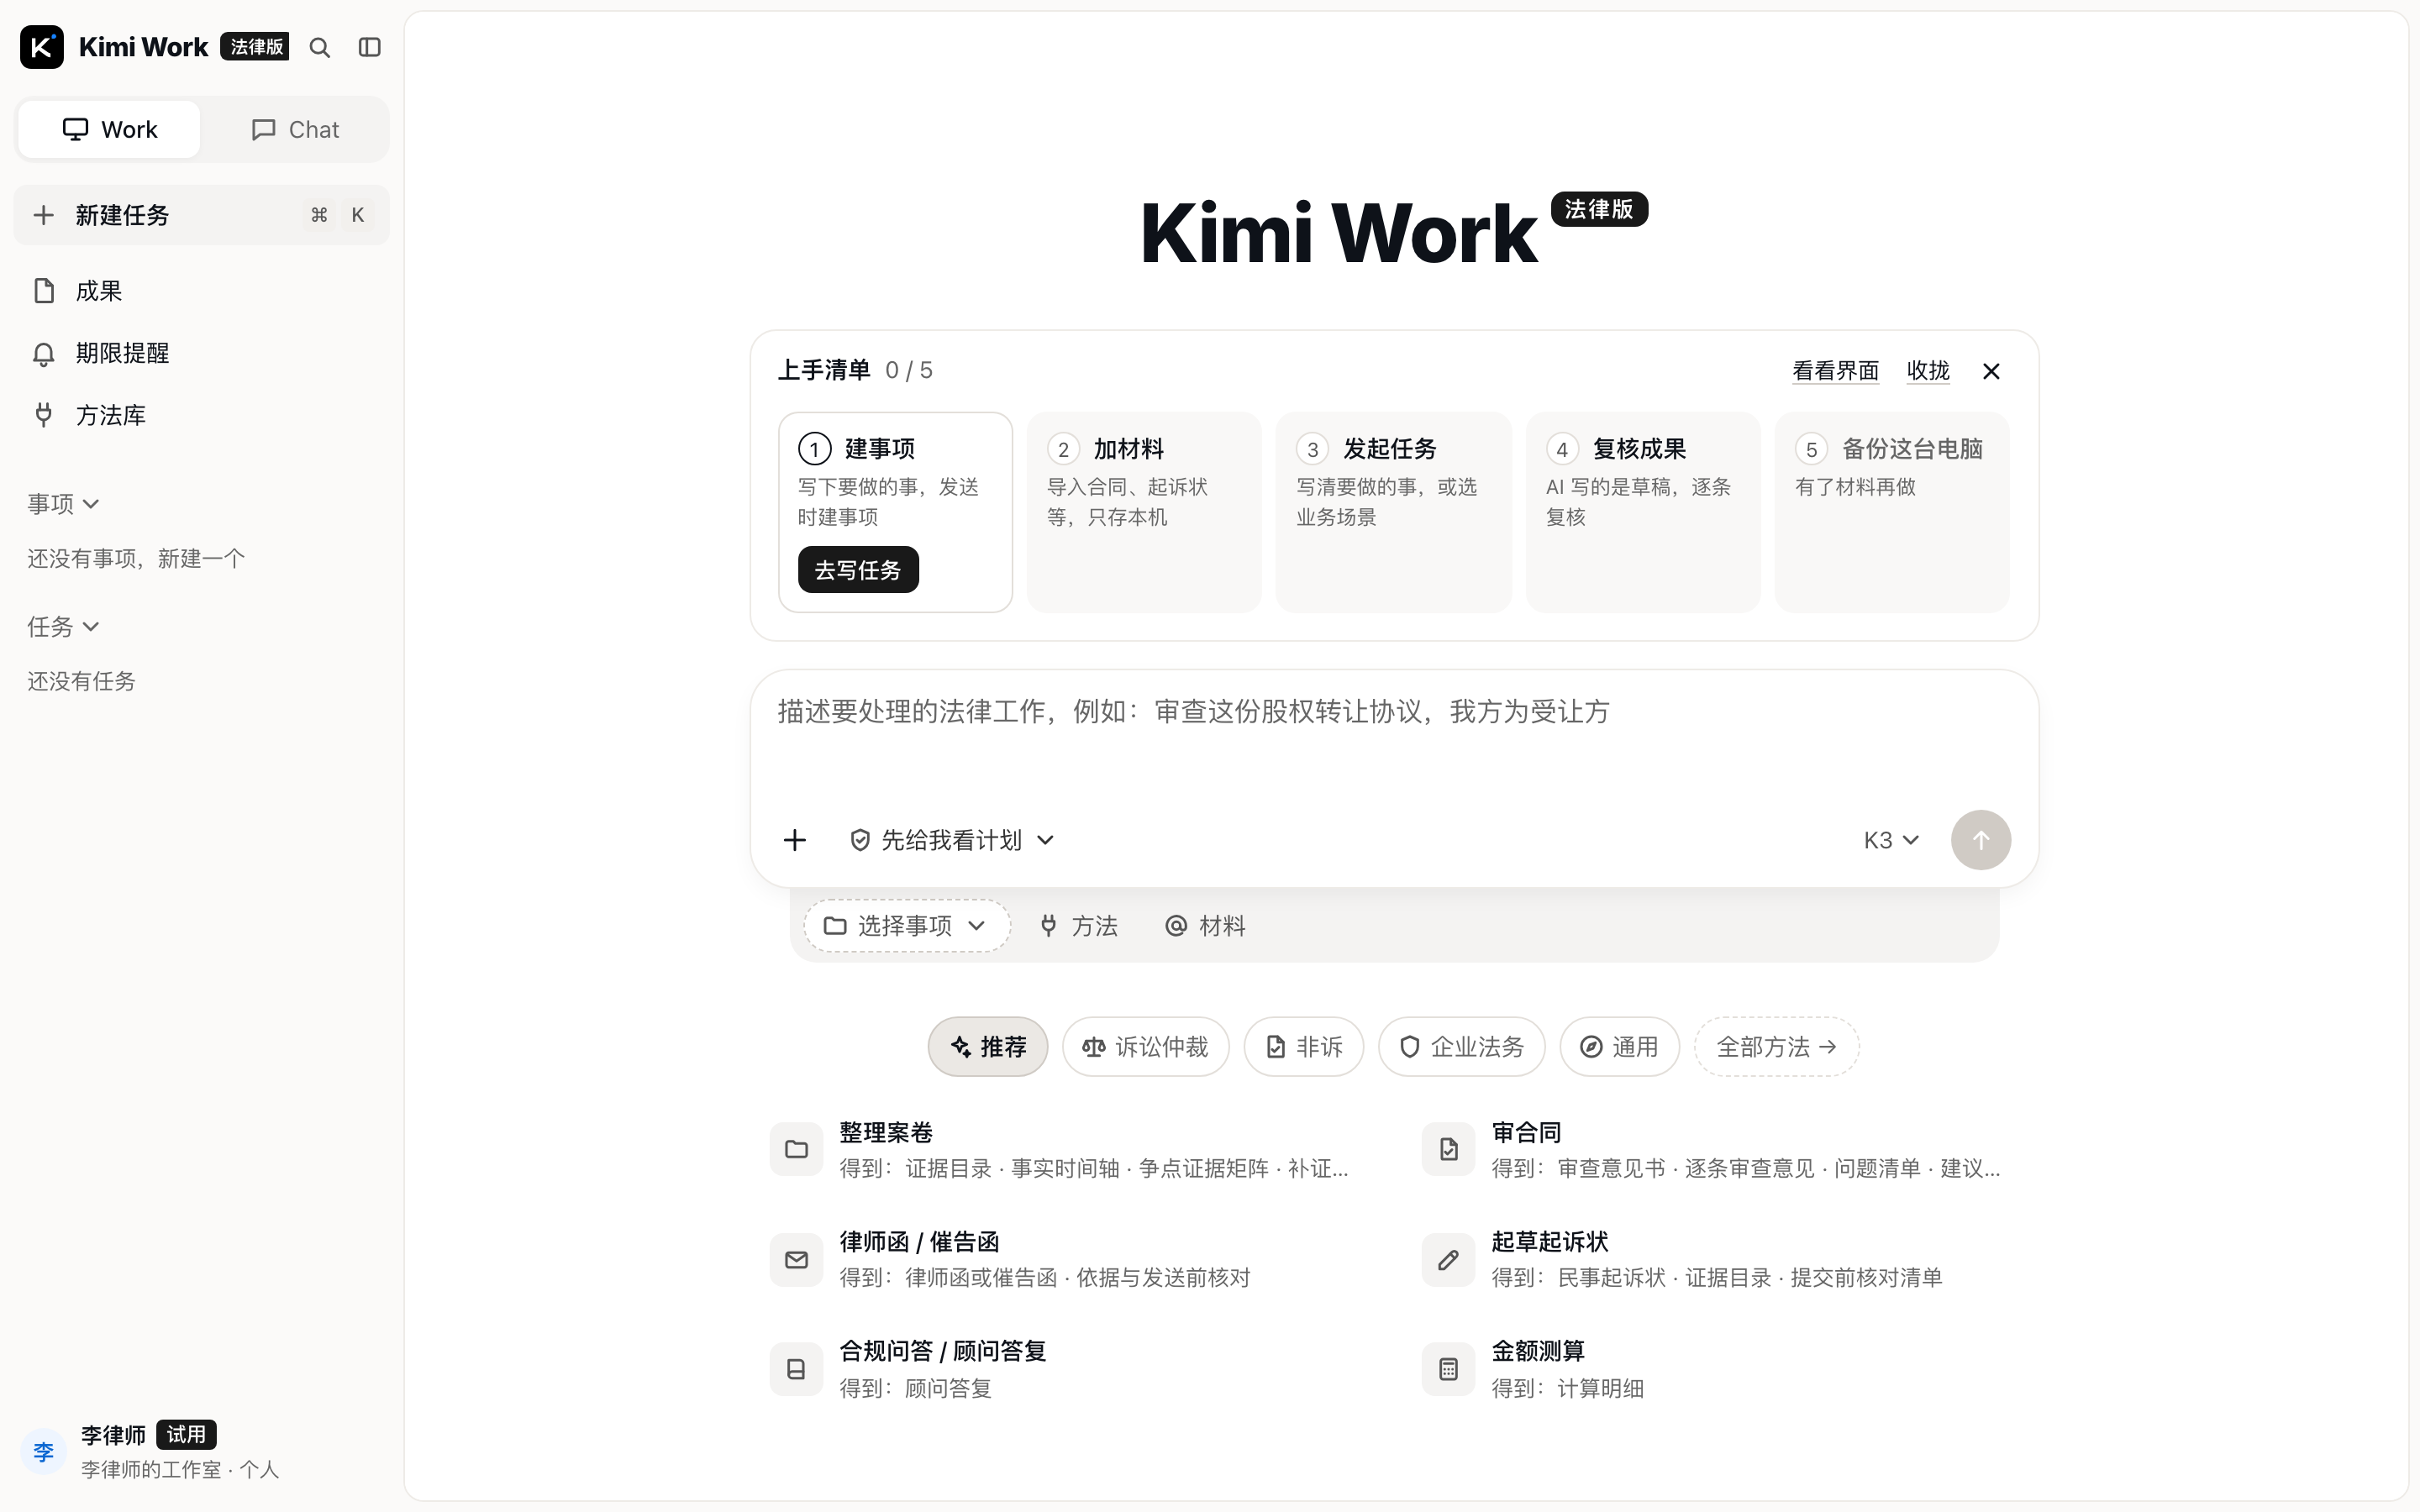 Kimi Work 法律版
Work
Chat
新建任务 ⌘ K
成果
期限提醒
方法库
事项
还没有事项，新建一个
任务
还没有任务
李 李律师 试用
李律师的工作室 · 个人
Kimi Work 法律版
上手清单 0 / 5
看看界面 收拢
1 建事项
写下要做的事，发送
时建事项
去写任务
2 加材料
导入合同、起诉状
等，只存本机
3 发起任务
写清要做的事，或选
业务场景
4 复核成果
AI 写的是草稿，逐条
复核
5 备份这台电脑
有了材料再做
描述要处理的法律工作，例如：审查这份股权转让协议，我方为受让方
先给我看计划
K3
选择事项 方法 @ 材料
推荐 诉讼仲裁 非诉 企业法务 通用 全部方法 →
整理案卷
得到：证据目录 · 事实时间轴 · 争点证据矩阵 · 补证...
审合同
得到：审查意见书 · 逐条审查意见 · 问题清单 · 建议...
律师函 / 催告函
得到：律师函或催告函 · 依据与发送前核对
起草起诉状
得到：民事起诉状 · 证据目录 · 提交前核对清单
合规问答 / 顾问答复
得到：顾问答复
金额测算
得到：计算明细